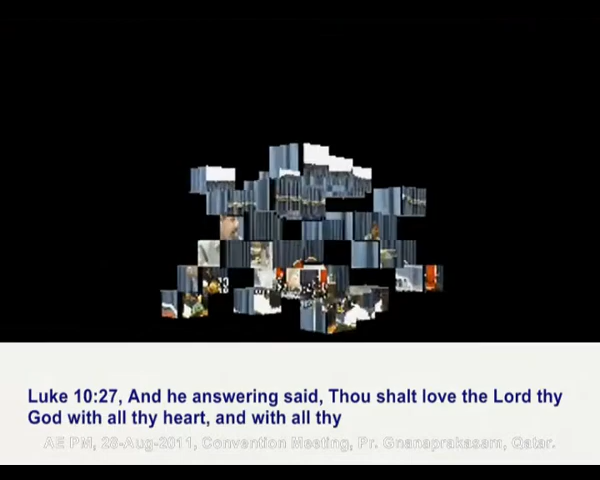 Luke 10:27, And he answering said, Thou shalt love the Lord thy
God with all thy heart, and with all thy
AE PM, 28-Aug-2011, Convention Meeting, Pr. Gnanaprakasam, Qatar.